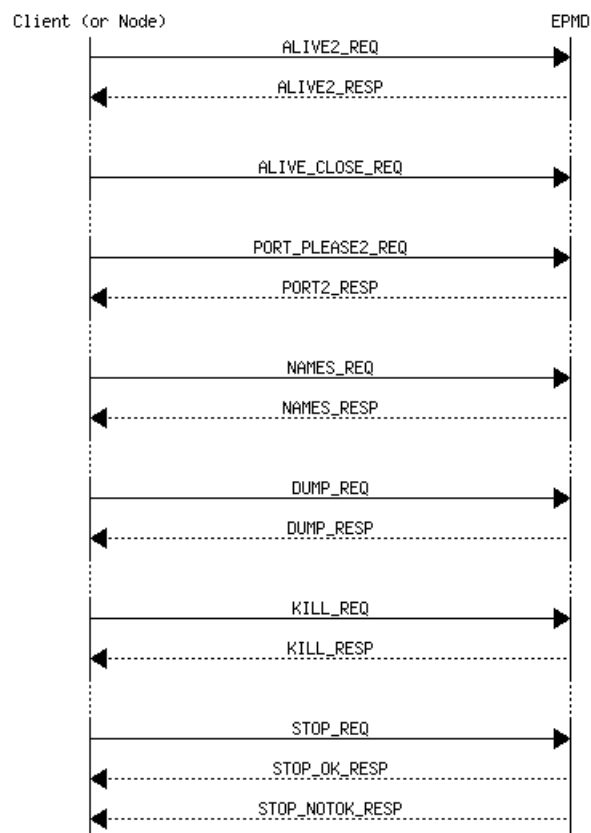 Client (or Node) EPMD
ALIVE2_REQ
ALIVE2_RESP
ALIVE_CLOSE_REQ
PORT_PLEASE2_REQ
PORT2_RESP
NAMES_REQ
NAMES_RESP
DUMP_REQ
DUMP_RESP
KILL_REQ
KILL_RESP
STOP_REQ
STOP_OK_RESP
STOP_NOTOK_RESP